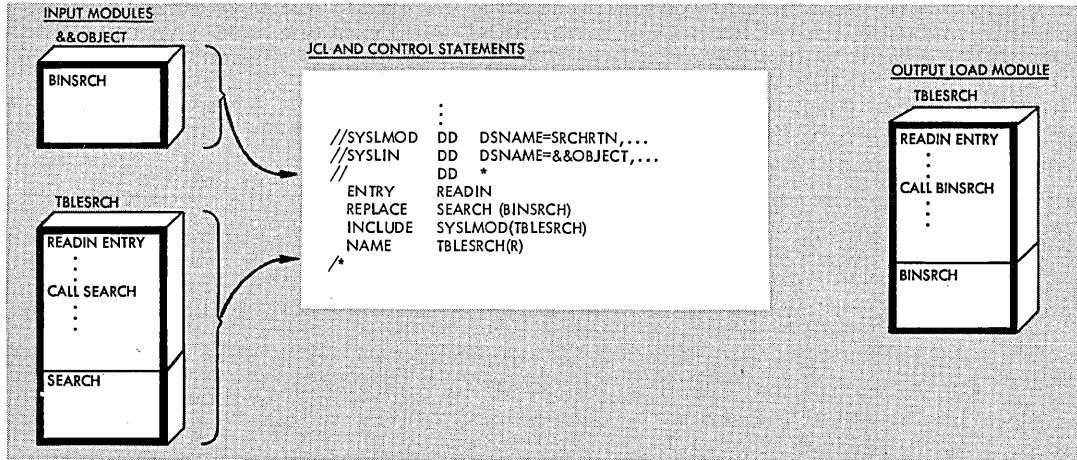 INPUT MODULES
&&OBJECT
BINSRCH
TBLESRCH
READIN ENTRY
CALL SEARCH
SEARCH
JCL AND CONTROL STATEMENTS
//SYSLMOD DD DSNAME=SRCHRTN,...
//SYSLIN DD DSNAME=&&OBJECT,...
// DD *
ENTRY READIN
REPLACE SEARCH (BINSRCH)
INCLUDE SYSLMOD(TBLESRCH)
NAME TBLESRCH(R)
/*
OUTPUT LOAD MODULE
TBLESRCH
READIN ENTRY
CALL BINSRCH
BINSRCH